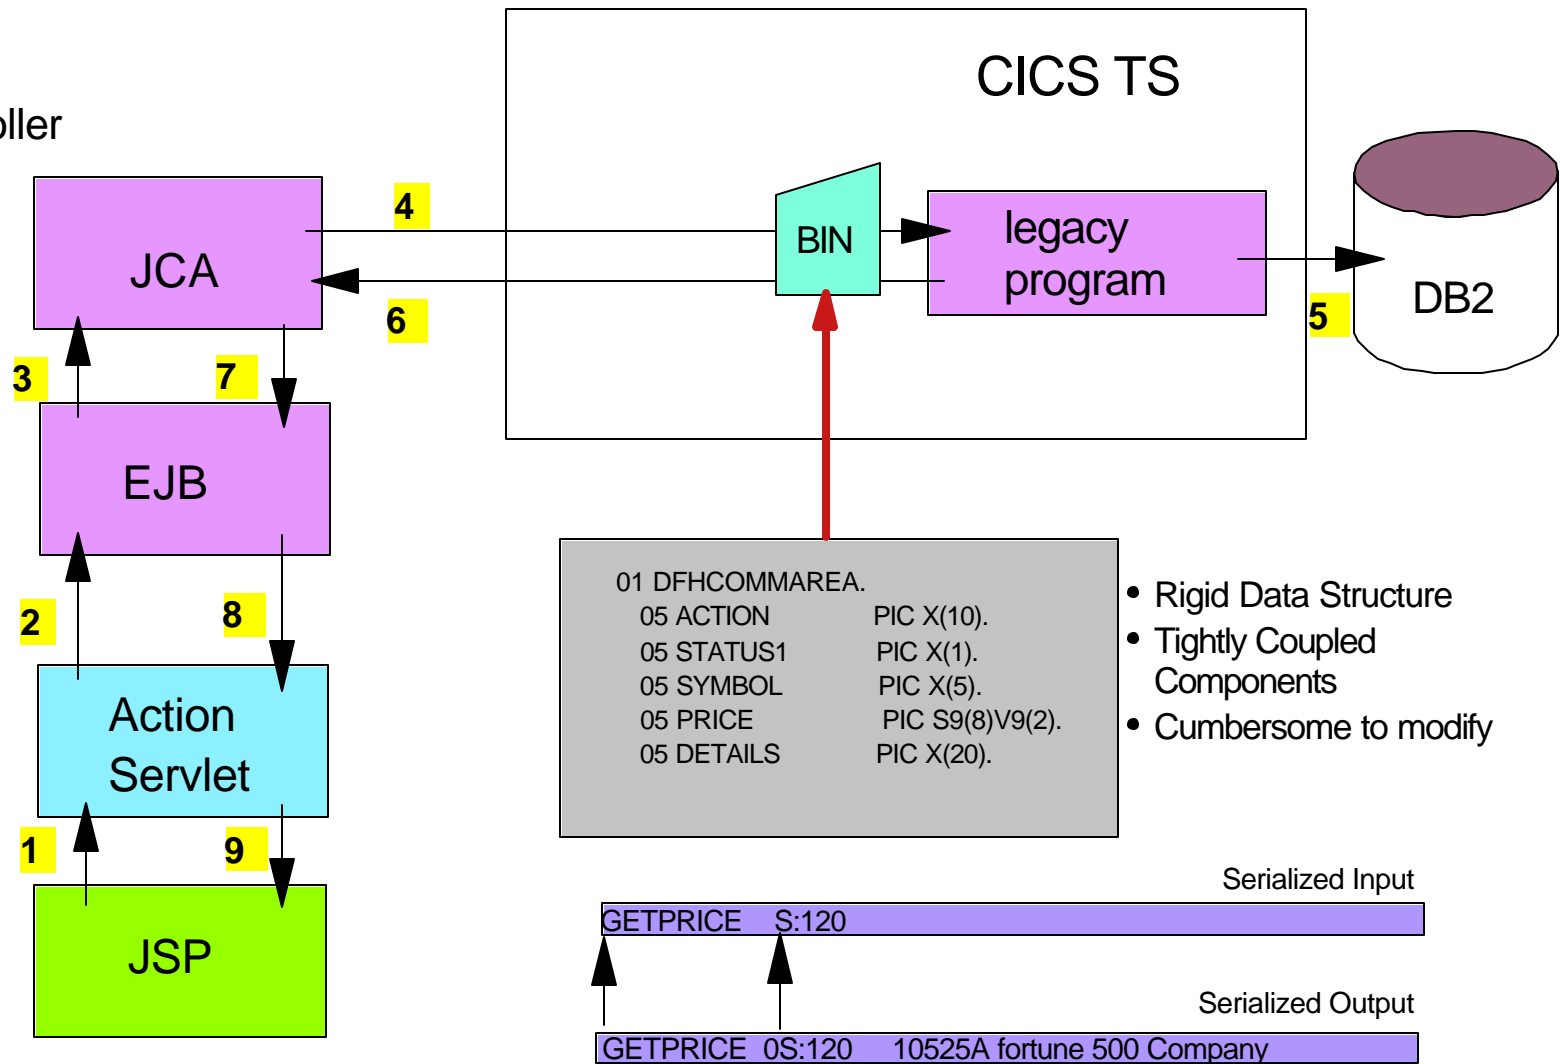 CICS TS
oller
4
JCA
BIN
legacy
program
DB2
6
5
3
7
EJB
2
8
Action
Servlet
1
9
JSP
01 DFHCOMMAREA.
05 ACTION PIC X(10).
05 STATUS1 PIC X(1).
05 SYMBOL PIC X(5).
05 PRICE PIC S9(8)V9(2).
05 DETAILS PIC X(20).
• Rigid Data Structure
• Tightly Coupled
Components
• Cumbersome to modify
Serialized Input
GETPRICE S:120
Serialized Output
GETPRICE 0S:120 10525A fortune 500 Company